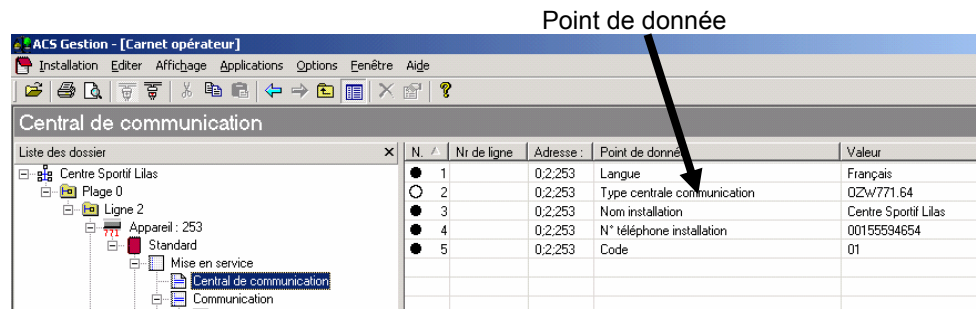 Point de donnée
ACS Gestion - [Carnet opérateur]
Installation Editer Affichage Applications Options Fenêtre Aide
Central de communication
Liste des dossier
N. Nr de ligne Adresse : Point de donnée Valeur
Centre Sportif Lilas
Plage 0
Ligne 2
771 Appareil : 253
Standard
Mise en service
Central de communication
Communication
1 0;2;253 Langue Français
2 0;2;253 Type centrale communication OZW771.64
3 0;2;253 Nom installation Centre Sportif Lilas
4 0;2;253 N° téléphone installation 00155594654
5 0;2;253 Code 01